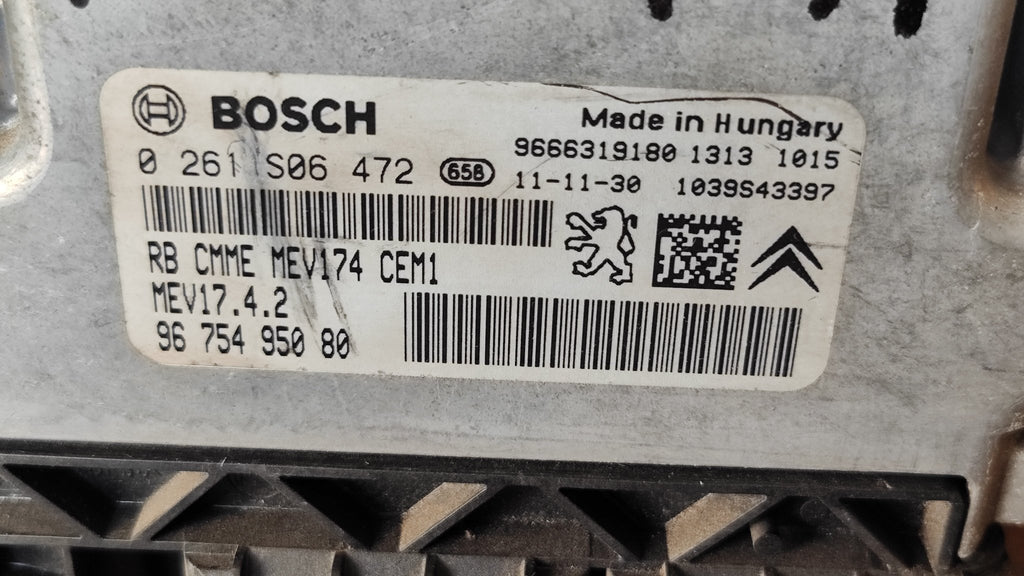 BOSCH
Made in Hungary
9666319180 1313 1015
0 261 S06 472 658
11-11-30 1039S43397
RB CMME MEV174 CEM1
MEV17.4.2
96 754 950 80